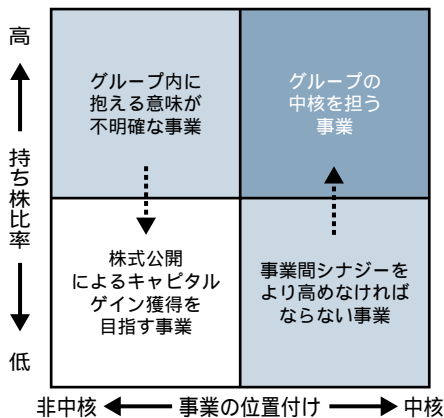 高
持ち株比率
低
グループ内に
抱える意味が
不明確な事業
グループの
中核を担う
事業
株式公開
によるキャピタル
ゲイン獲得を
目指す事業
事業間シナジーを
より高めなければ
ならない事業
非中核
事業の位置付け
中核